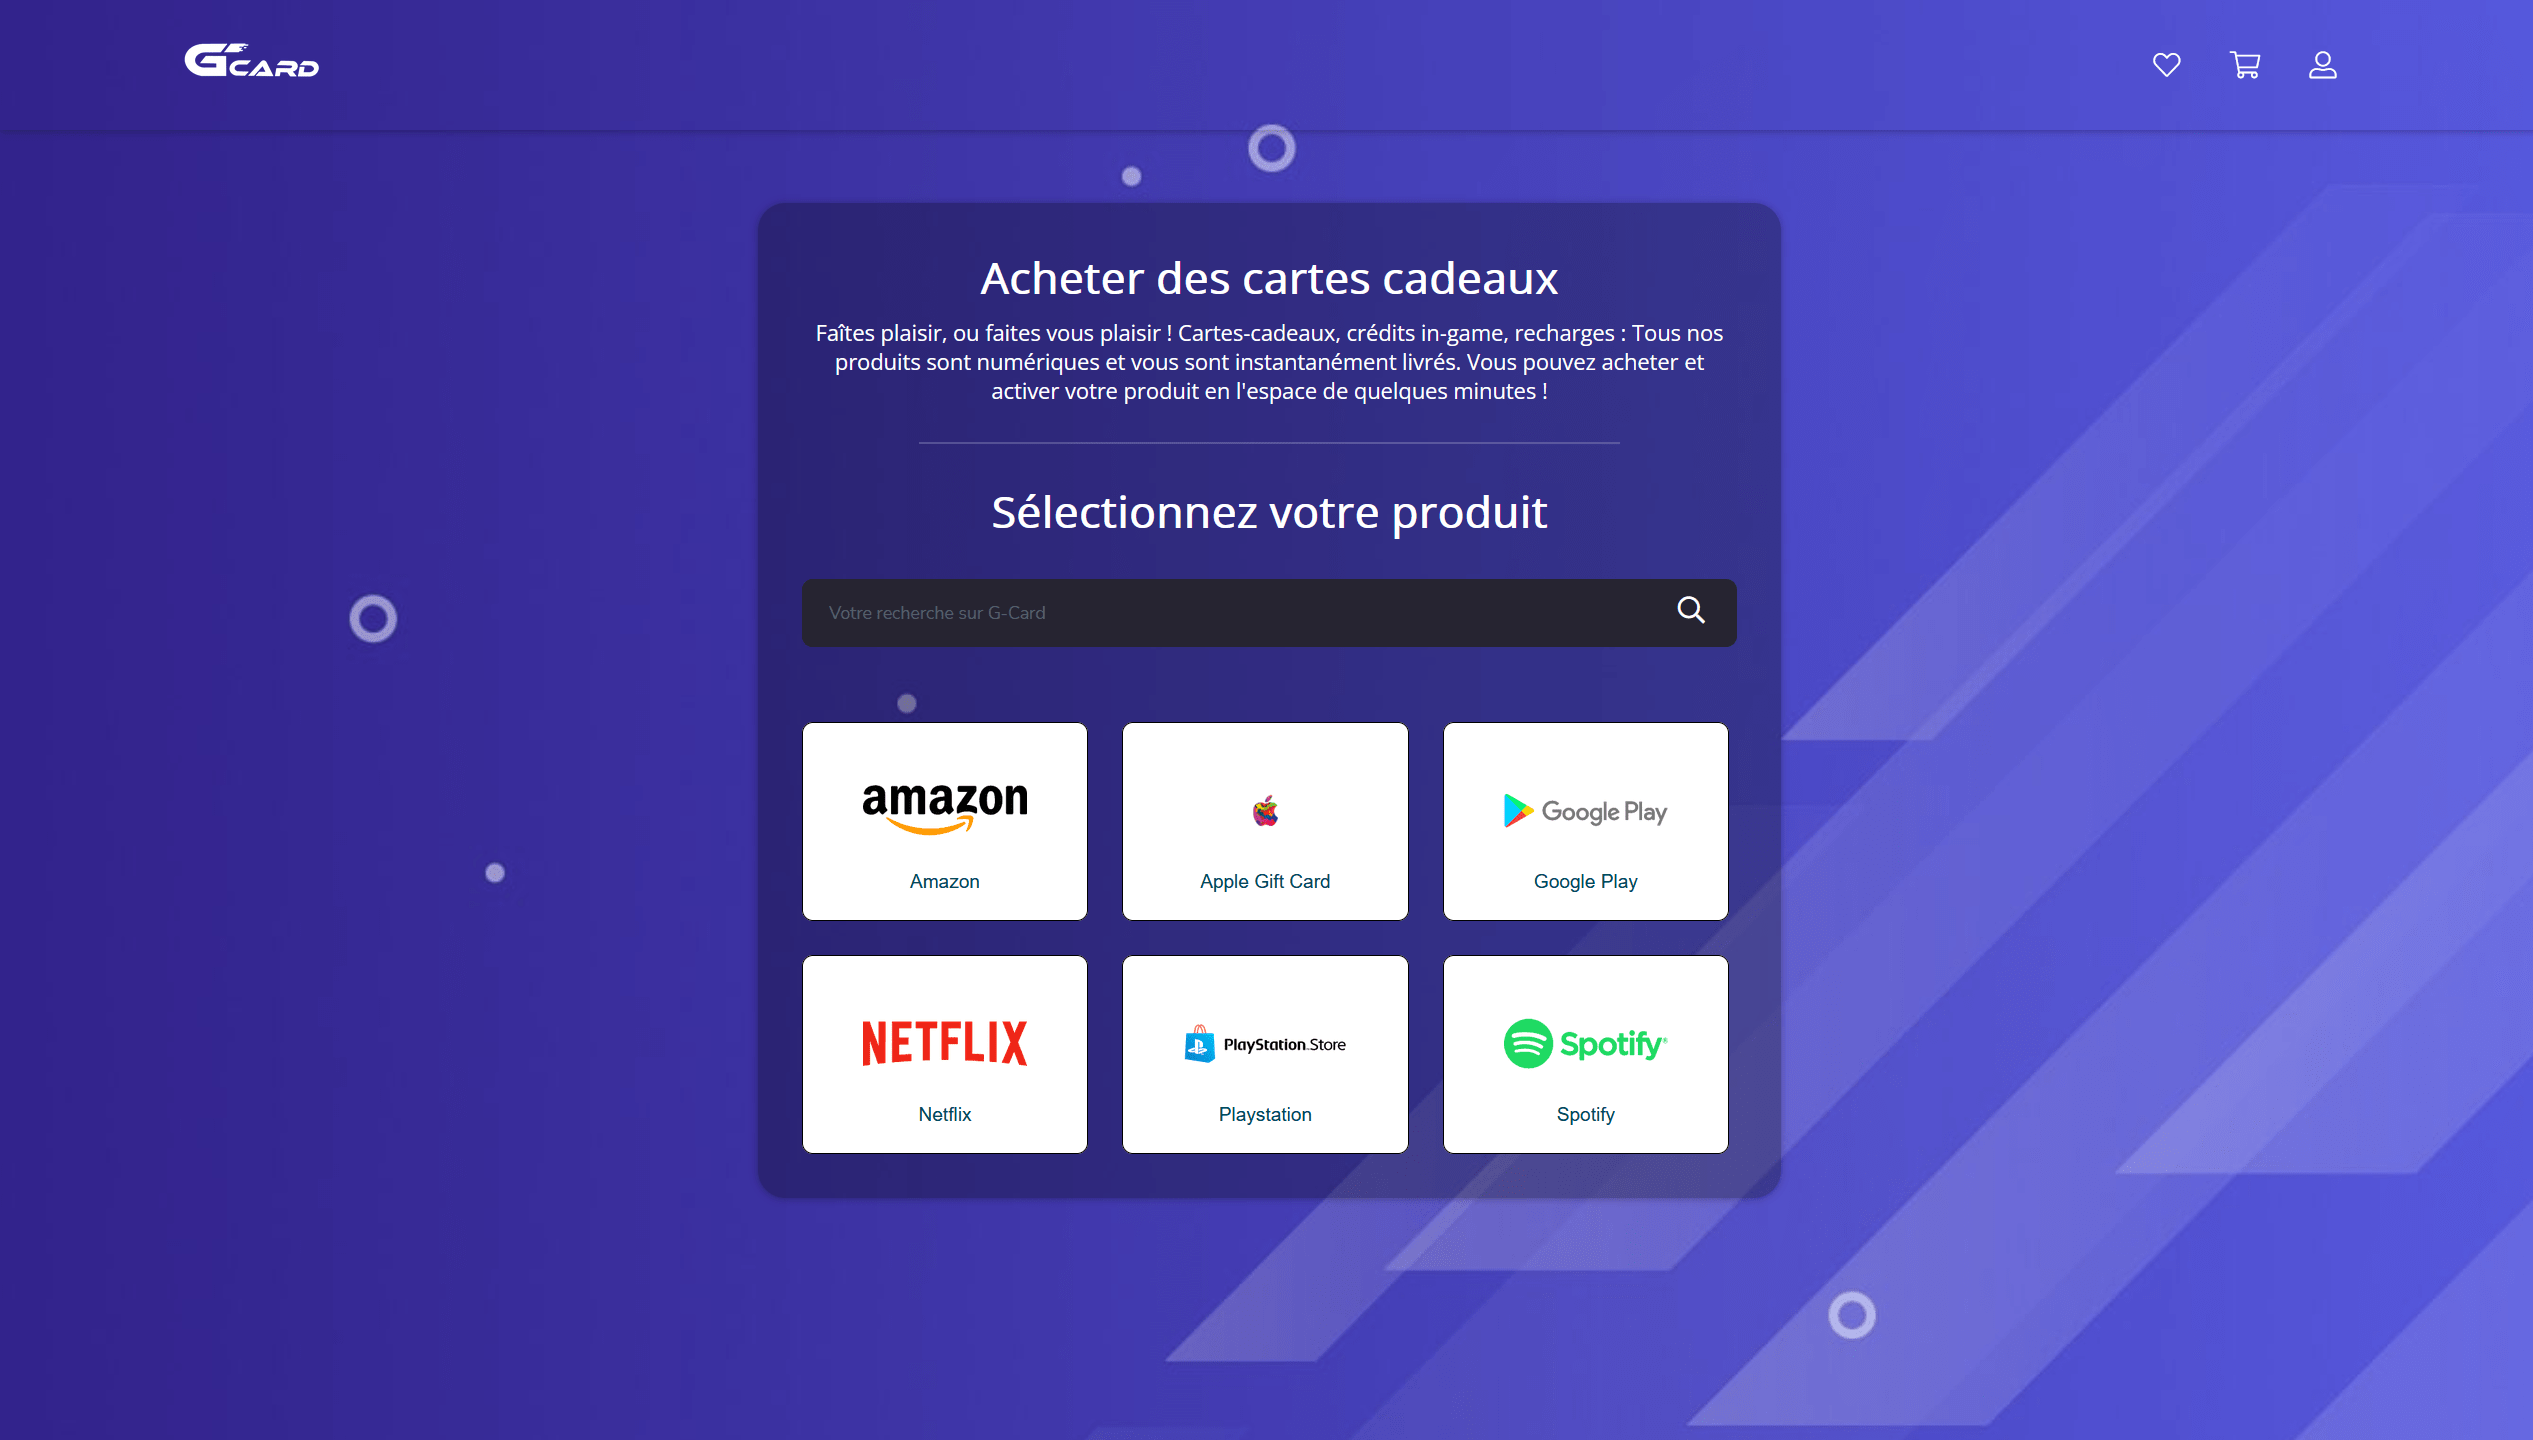 GCARD
Acheter des cartes cadeaux
Faîtes plaisir, ou faites vous plaisir ! Cartes-cadeaux, crédits in-game, recharges : Tous nos
produits sont numériques et vous sont instantanément livrés. Vous pouvez acheter et
activer votre produit en l'espace de quelques minutes !
Sélectionnez votre produit
Votre recherche sur G-Card
amazon
Amazon
Apple Gift Card
Google Play
Google Play
NETFLIX
Netflix
PlayStation.Store
Playstation
Spotify®
Spotify